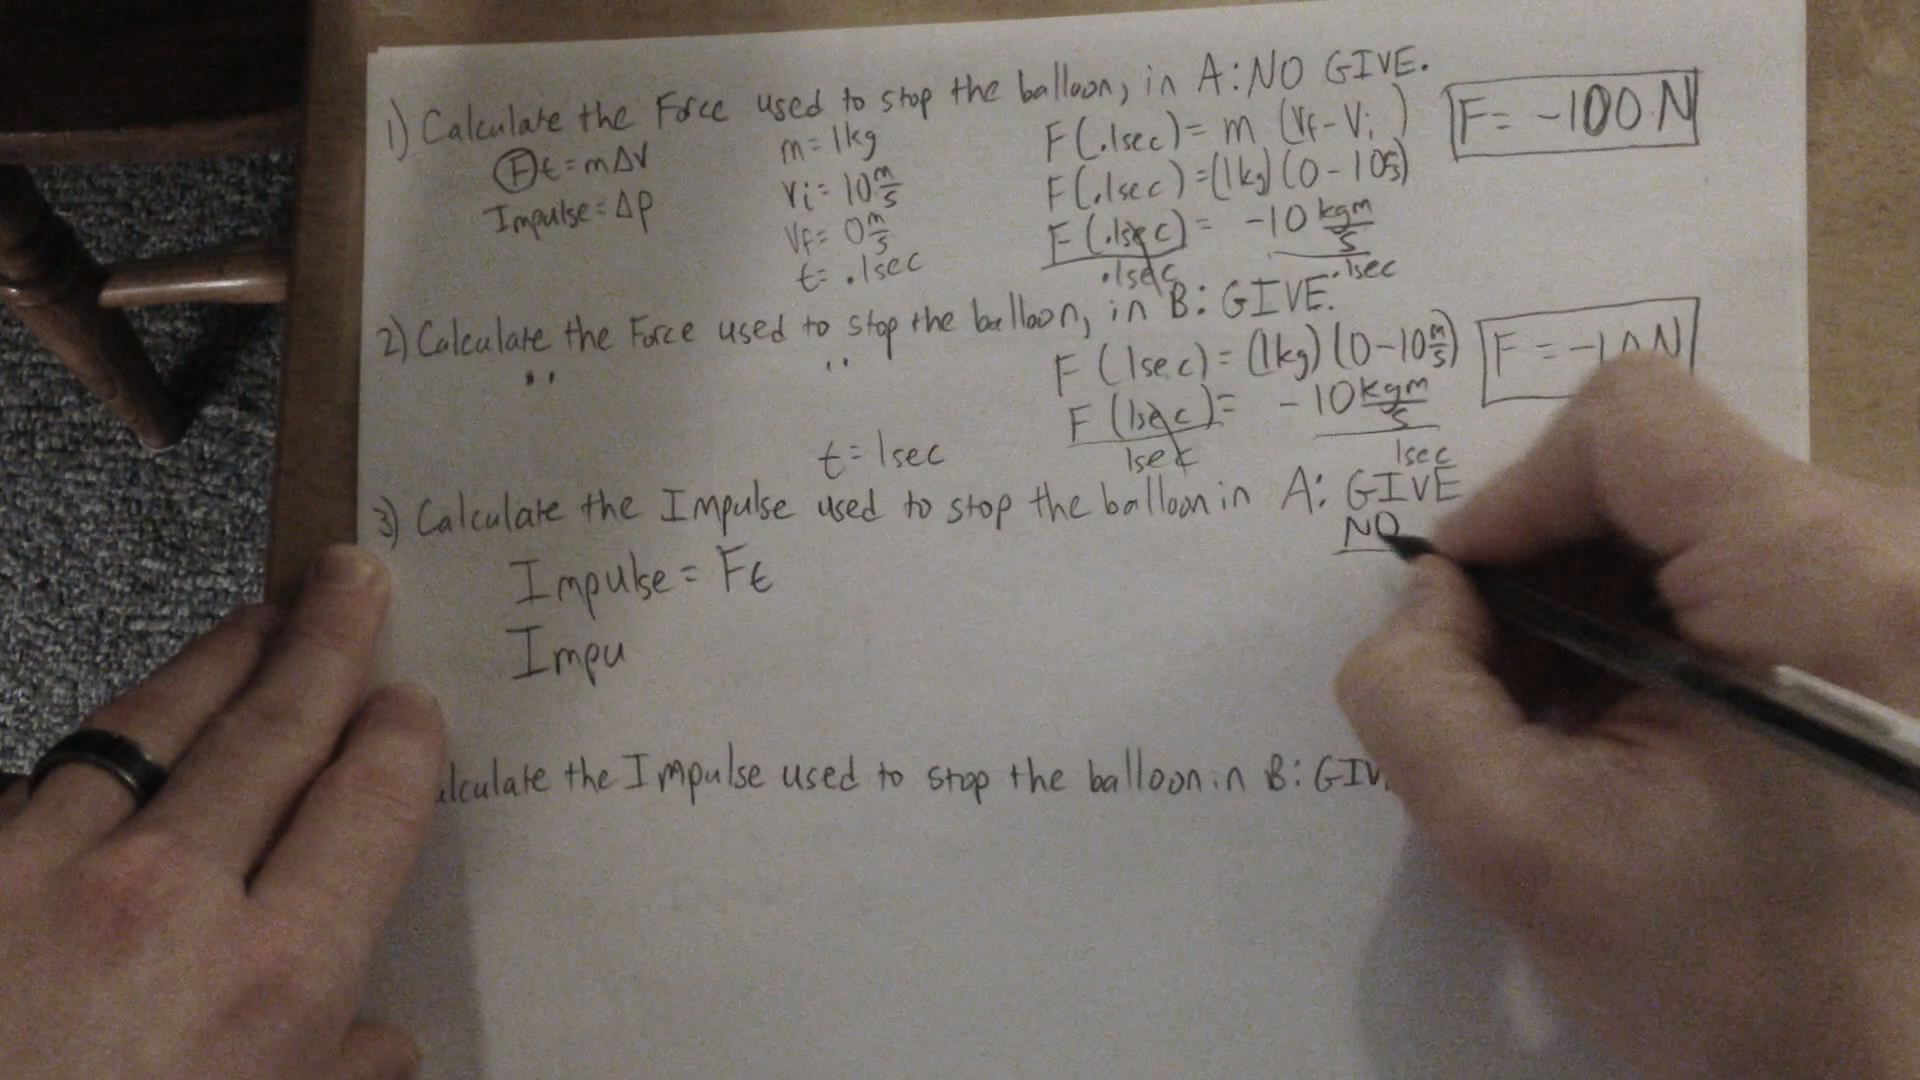 1) Calculate the Force used to stop the balloon, in A: NO GIVE.
Ft = mΔV
Impulse = Δp
m = 1kg
Vi = 10 m/s
Vf = 0 m/s
t = .1sec
F(.1sec) = m (Vf - Vi)
F(.1sec) = (1kg) (0 - 10
F(.1sec) = -10 kgm/s
.1sec .1sec
F = -100 N
2) Calculate the Force used to stop the balloon, in B: GIVE.
" "
t = 1sec
F (1sec) = (1kg) (0 - 10 m/s)
F (1sec) = -10 kgm/s
1sec 1sec
F = -10 N
3) Calculate the Impulse used to stop the balloon in A: GIVE
NO
Impulse = Ft
Impu
alculate the Impulse used to stop the balloon in B: GIV